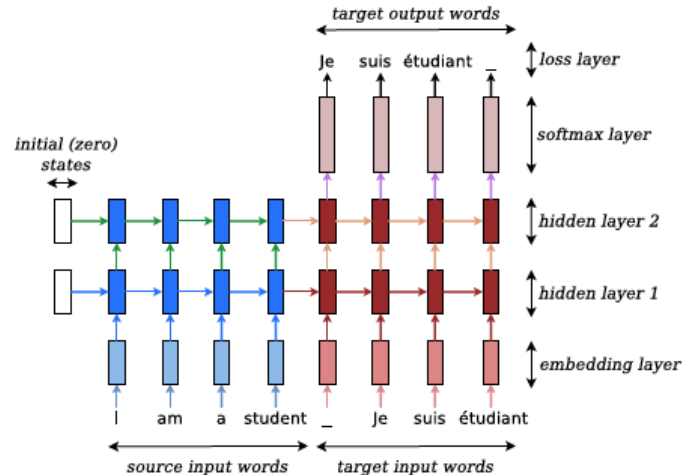 target output words
Je suis étudiant _
loss layer
softmax layer
initial (zero)
states
hidden layer 2
hidden layer 1
embedding layer
I am a student _ Je suis étudiant
source input words
target input words